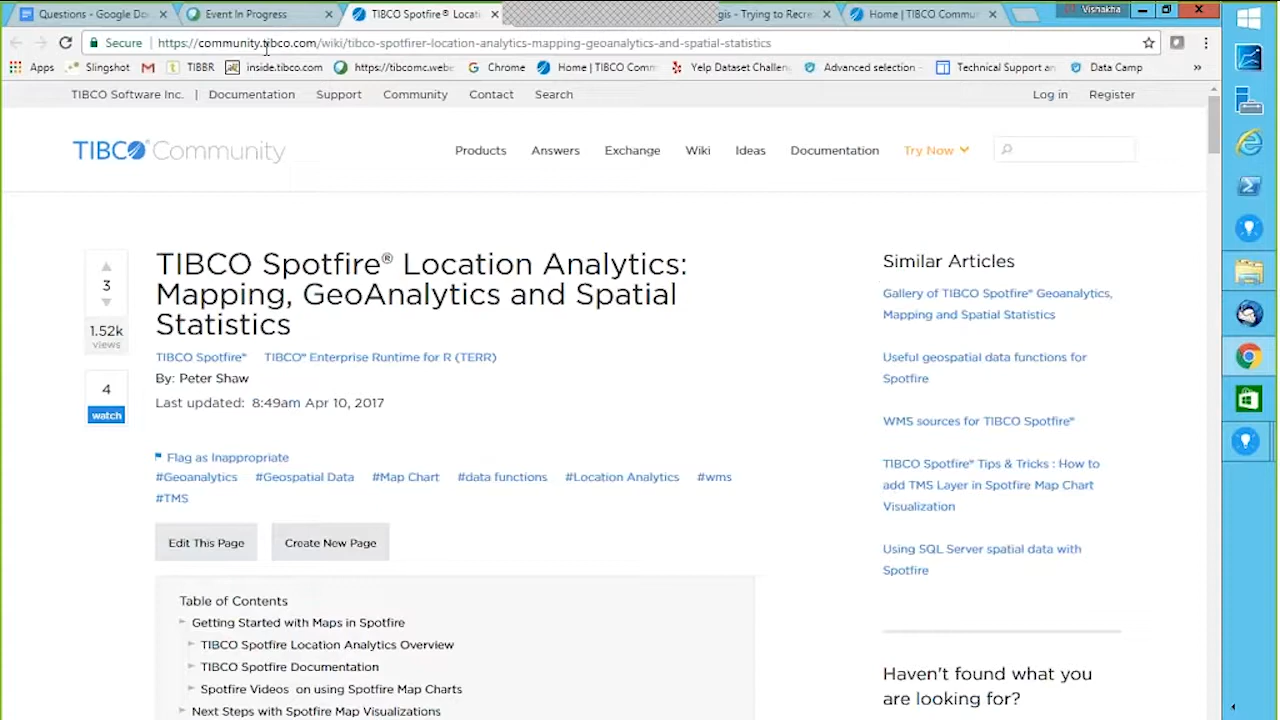 Questions - Google Do
Event In Progress
TIBCO Spotfire® Locati
gis - Trying to Recre
Home | TIBCO Commu
Vishakha
Secure
https://community.tibco.com/wiki/tibco-spotfirer-location-analytics-mapping-geoanalytics-and-spatial-statistics
Apps
Slingshot
TIBBR
inside.tibco.com
https://tibcomc.webe
Chrome
Home | TIBCO Comm
Yelp Dataset Challen
Advanced selection
Technical Support an
Data Camp
»
TIBCO Software Inc. | Documentation Support Community Contact Search
Log in Register
TIBCO® Community
Products Answers Exchange Wiki Ideas Documentation Try Now
3
1.52k
views
4
watch
TIBCO Spotfire® Location Analytics:
Mapping, GeoAnalytics and Spatial
Statistics
TIBCO Spotfire® TIBCO® Enterprise Runtime for R (TERR)
By: Peter Shaw
Last updated: 8:49am Apr 10, 2017
Flag as Inappropriate
#Geoanalytics #Geospatial Data #Map Chart #data functions #Location Analytics #wms
#TMS
Edit This Page Create New Page
Table of Contents
Getting Started with Maps in Spotfire
TIBCO Spotfire Location Analytics Overview
TIBCO Spotfire Documentation
Spotfire Videos on using Spotfire Map Charts
Next Steps with Spotfire Map Visualizations
Similar Articles
Gallery of TIBCO Spotfire® Geoanalytics,
Mapping and Spatial Statistics
Useful geospatial data functions for
Spotfire
WMS sources for TIBCO Spotfire®
TIBCO Spotfire® Tips & Tricks : How to
add TMS Layer in Spotfire Map Chart
Visualization
Using SQL Server spatial data with
Spotfire
Haven't found what you
are looking for?